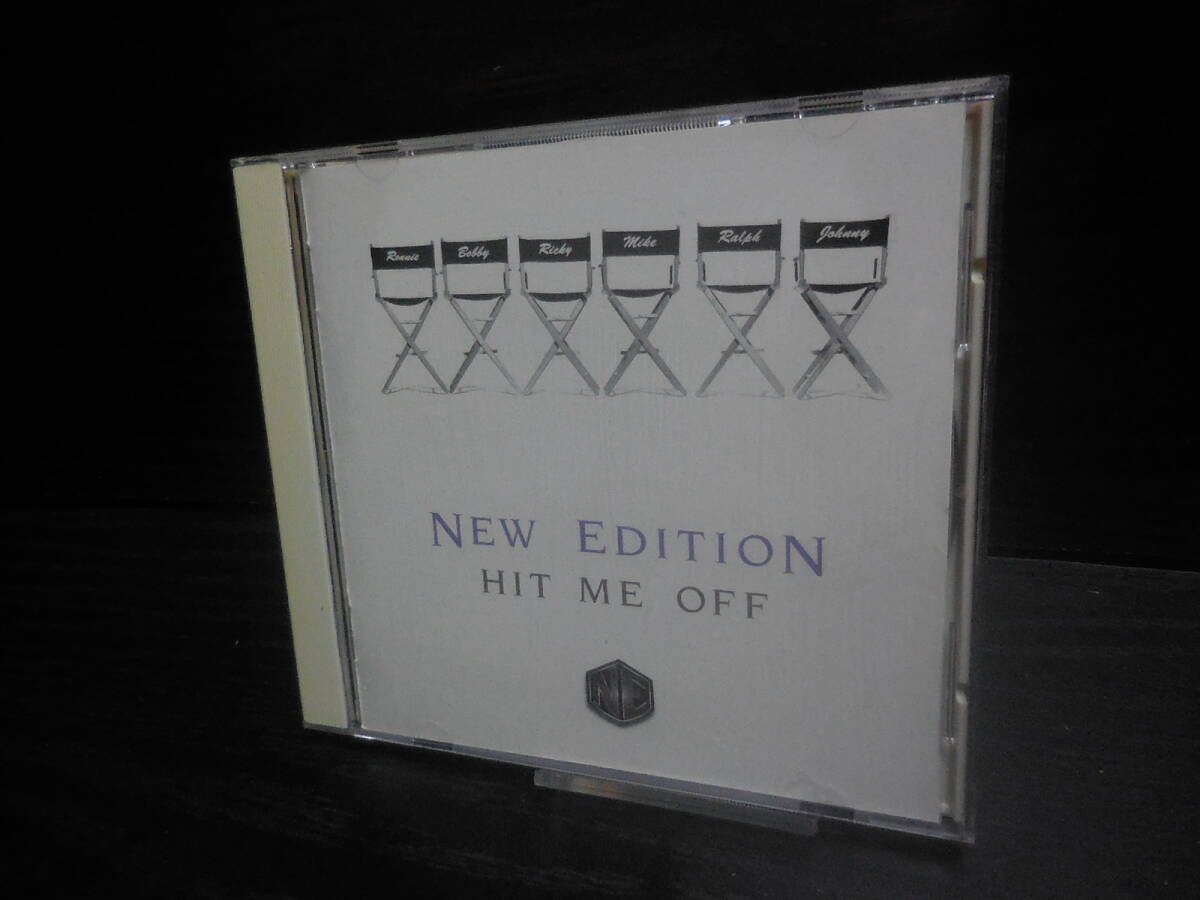 Ronnie Bobby Ricky Mike Ralph Johnny
NEW EDITION
HIT ME OFF
NE